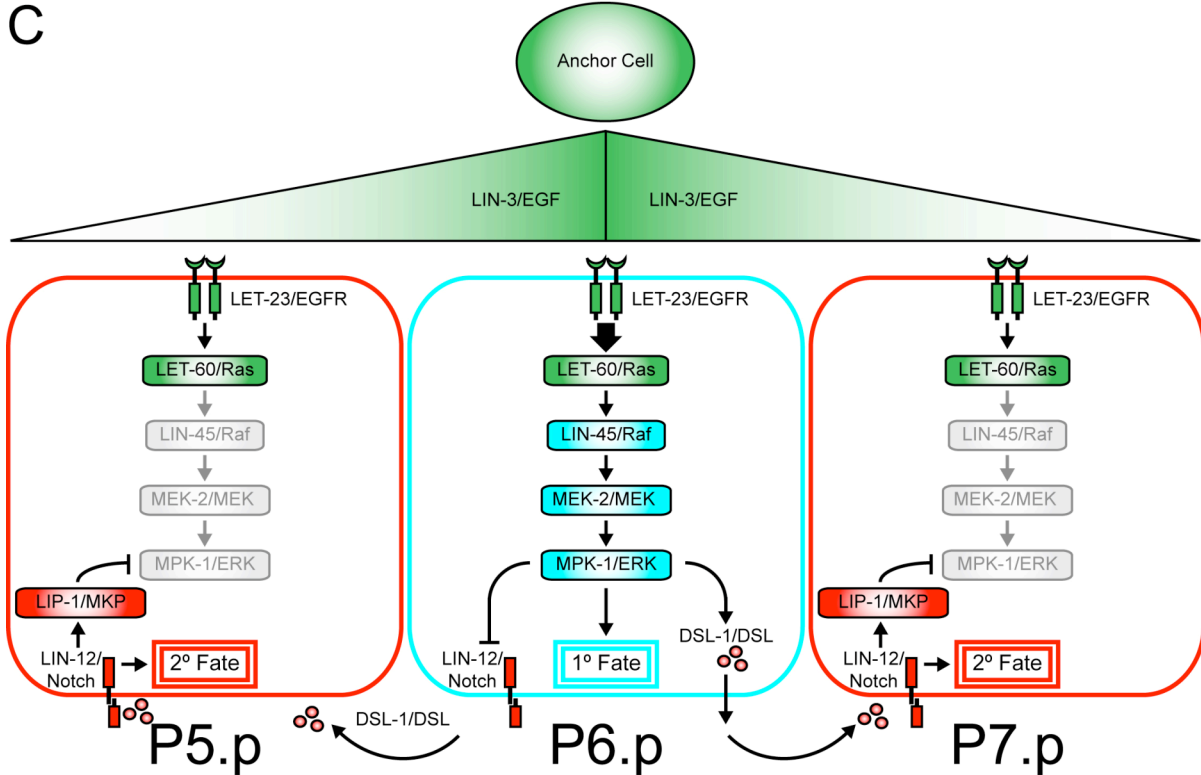 C
Anchor Cell
LIN-3/EGF
LIN-3/EGF
LET-23/EGFR
LET-23/EGFR
LET-23/EGFR
LET-60/Ras
LET-60/Ras
LET-60/Ras
LIN-45/Raf
LIN-45/Raf
LIN-45/Raf
MEK-2/MEK
MEK-2/MEK
MEK-2/MEK
MPK-1/ERK
MPK-1/ERK
MPK-1/ERK
LIP-1/MKP
LIP-1/MKP
DSL-1/DSL
LIN-12/
Notch
2º Fate
LIN-12/
Notch
1º Fate
LIN-12/
Notch
2º Fate
DSL-1/DSL
P5.p
P6.p
P7.p